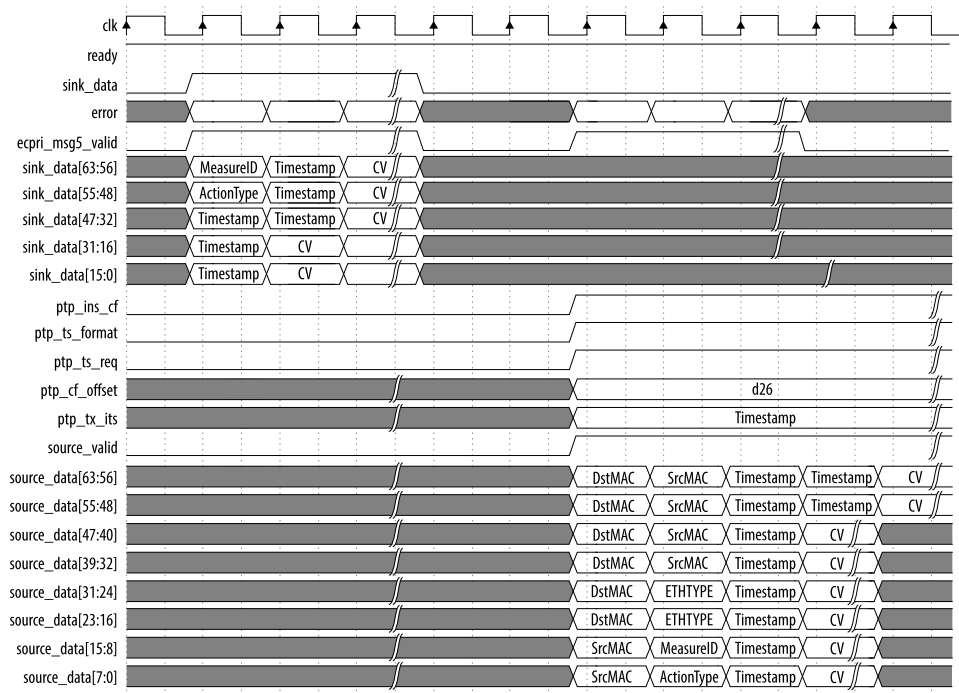 clk
ready
sink_data
error
ecpri_msg5_valid
sink_data[63:56] MeasureID Timestamp CV
sink_data[55:48] ActionType Timestamp CV
sink_data[47:32] Timestamp Timestamp CV
sink_data[31:16] Timestamp CV
sink_data[15:0] Timestamp CV
ptp_ins_cf
ptp_ts_format
ptp_ts_req
ptp_cf_offset d26
ptp_tx_its Timestamp
source_valid
source_data[63:56] DstMAC SrcMAC Timestamp Timestamp CV
source_data[55:48] DstMAC SrcMAC Timestamp Timestamp CV
source_data[47:40] DstMAC SrcMAC Timestamp CV
source_data[39:32] DstMAC SrcMAC Timestamp CV
source_data[31:24] DstMAC ETHTYPE Timestamp CV
source_data[23:16] DstMAC ETHTYPE Timestamp CV
source_data[15:8] SrcMAC MeasureID Timestamp CV
source_data[7:0] SrcMAC ActionType Timestamp CV